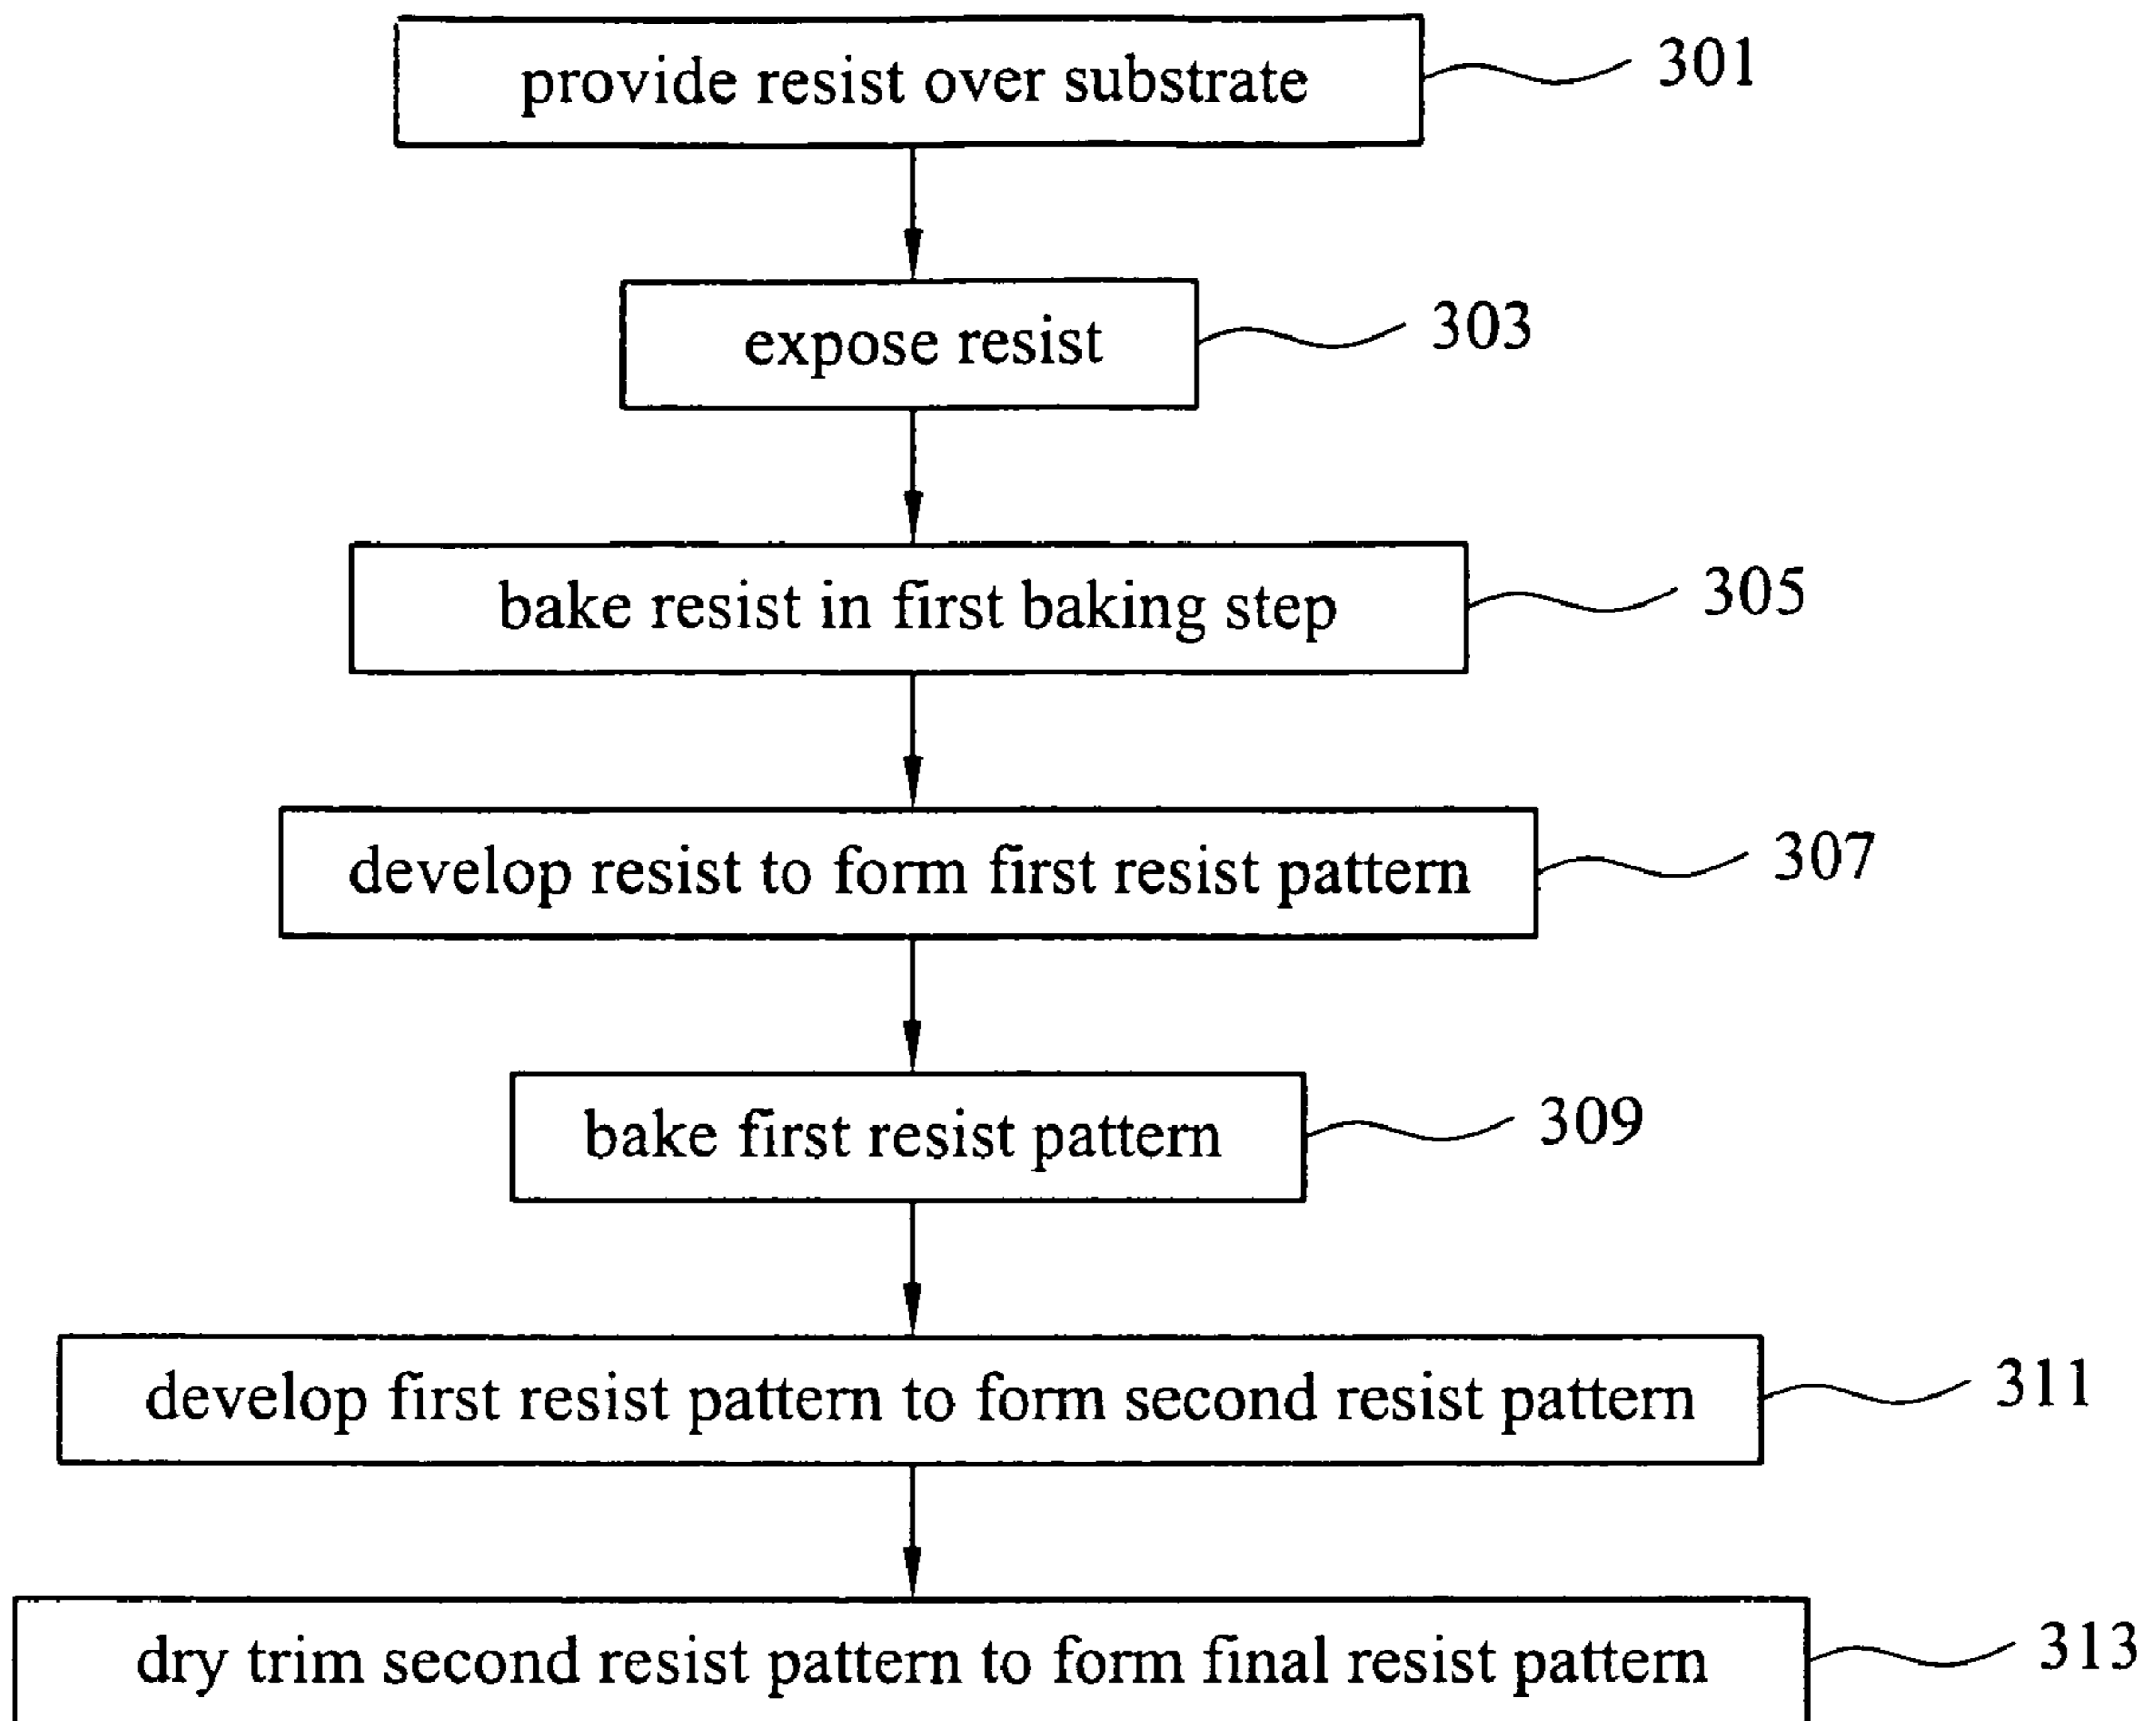 provide resist over substrate 301
expose resist 303
bake resist in first baking step 305
develop resist to form first resist pattern 307
bake first resist pattern 309
develop first resist pattern to form second resist pattern 311
dry trim second resist pattern to form final resist pattern 313